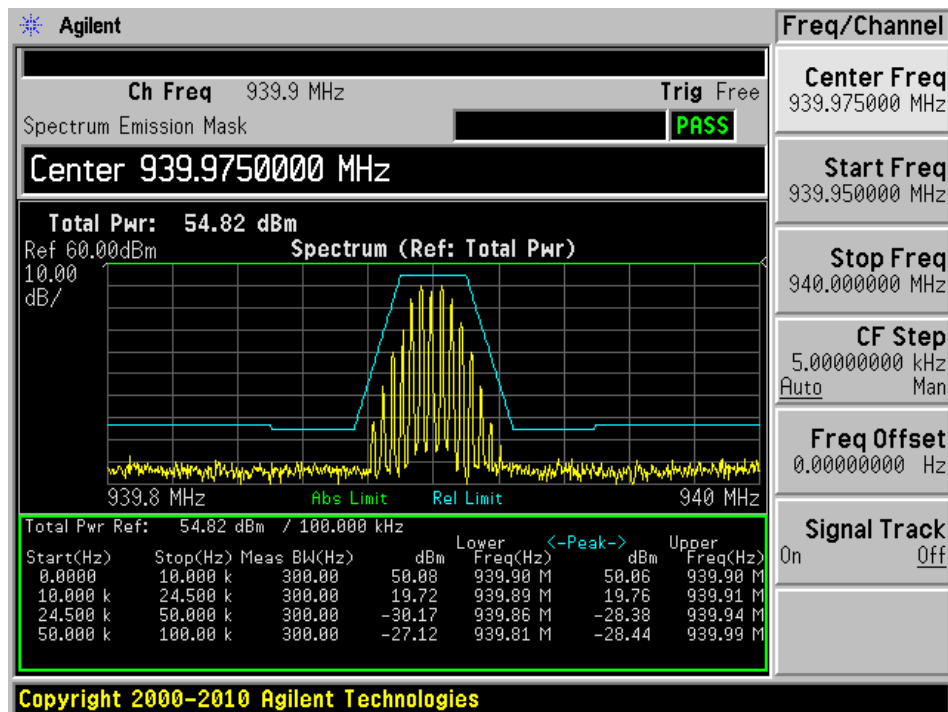 Agilent
Ch Freq 939.9 MHz Trig Free
Spectrum Emission Mask PASS
Center 939.9750000 MHz
Total Pwr: 54.82 dBm
Ref 60.00dBm Spectrum (Ref: Total Pwr)
10.00
dB/
939.8 MHz Abs Limit Rel Limit 940 MHz
Total Pwr Ref: 54.82 dBm / 100.000 kHz
Lower <-Peak-> Upper
Start(Hz) Stop(Hz) Meas BW(Hz) dBm Freq(Hz) dBm Freq(Hz)
0.0000 10.000 k 300.00 50.08 939.90 M 50.06 939.90 M
10.000 k 24.500 k 300.00 19.72 939.89 M 19.76 939.91 M
24.500 k 50.000 k 300.00 -30.17 939.86 M -28.38 939.94 M
50.000 k 100.00 k 300.00 -27.12 939.81 M -28.44 939.99 M
Copyright 2000-2010 Agilent Technologies
Freq/Channel
Center Freq
939.975000 MHz
Start Freq
939.950000 MHz
Stop Freq
940.000000 MHz
CF Step
5.00000000 kHz
Auto Man
Freq Offset
0.00000000 Hz
Signal Track
On Off